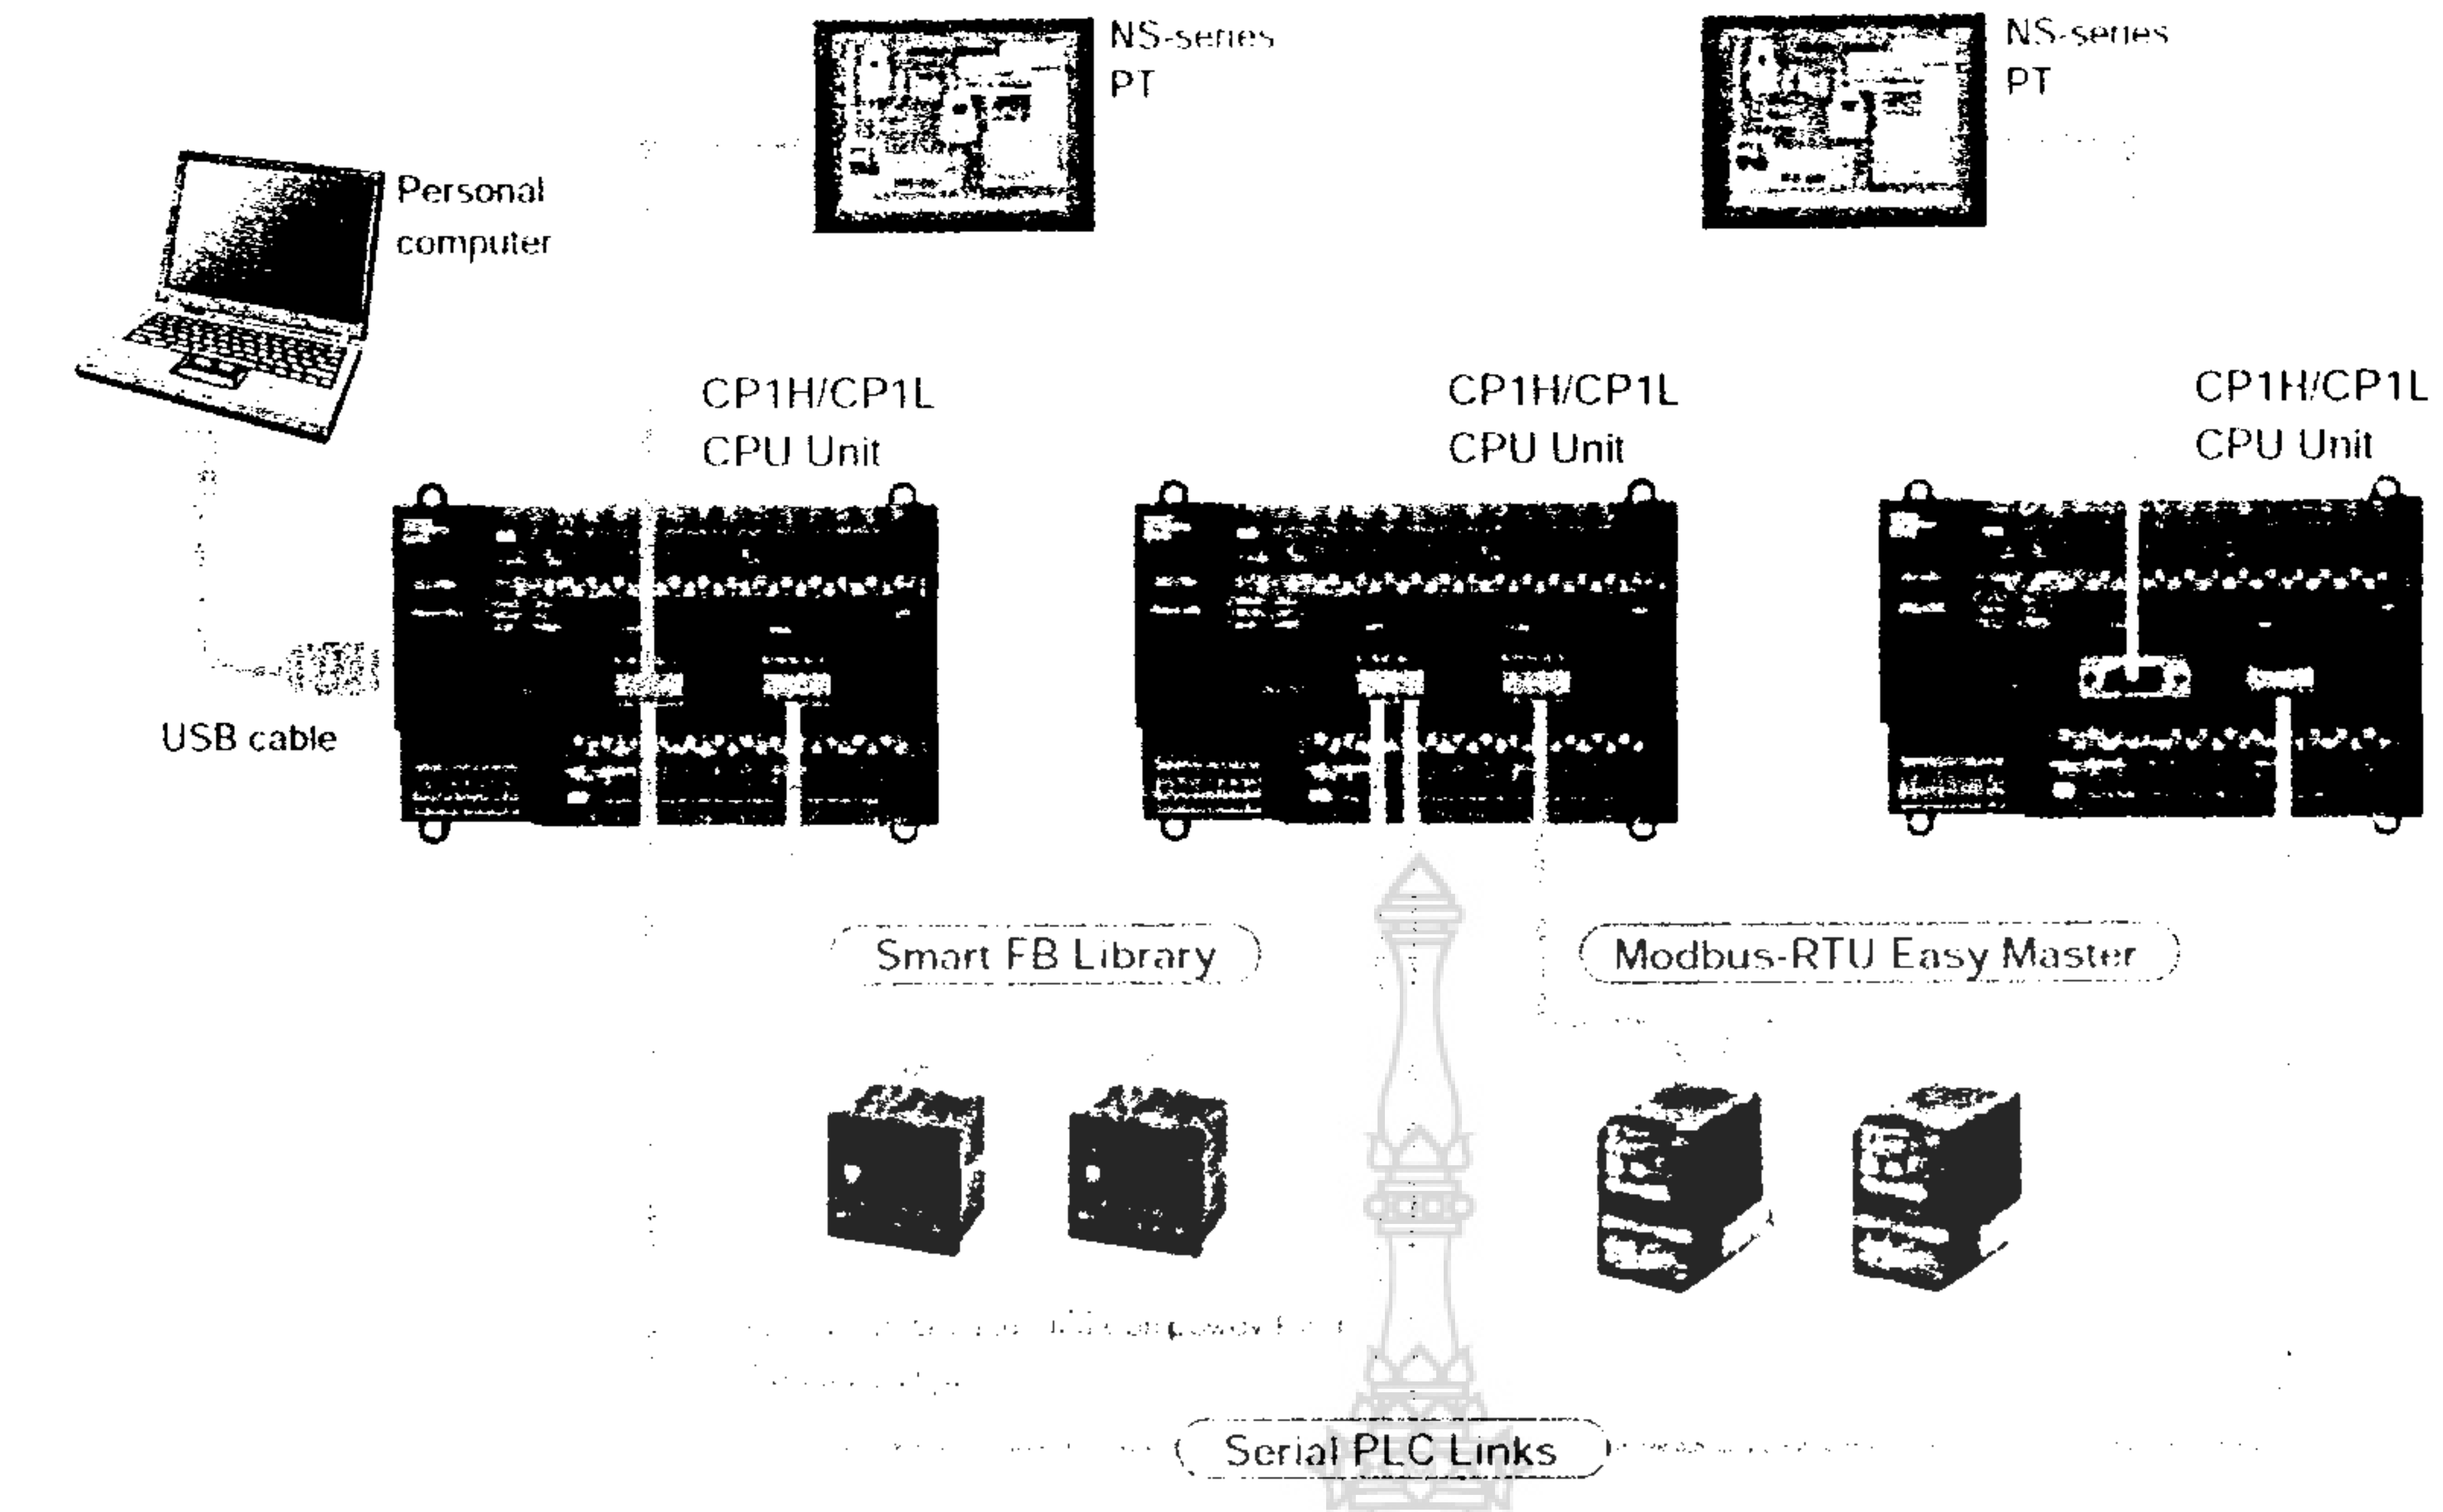 NS-series
PT
NS-series
PT
Personal
computer
CP1H/CP1L
CPU Unit
CP1H/CP1L
CPU Unit
CP1H/CP1L
CPU Unit
USB cable
Smart FB Library
Modbus-RTU Easy Master
Serial PLC Links